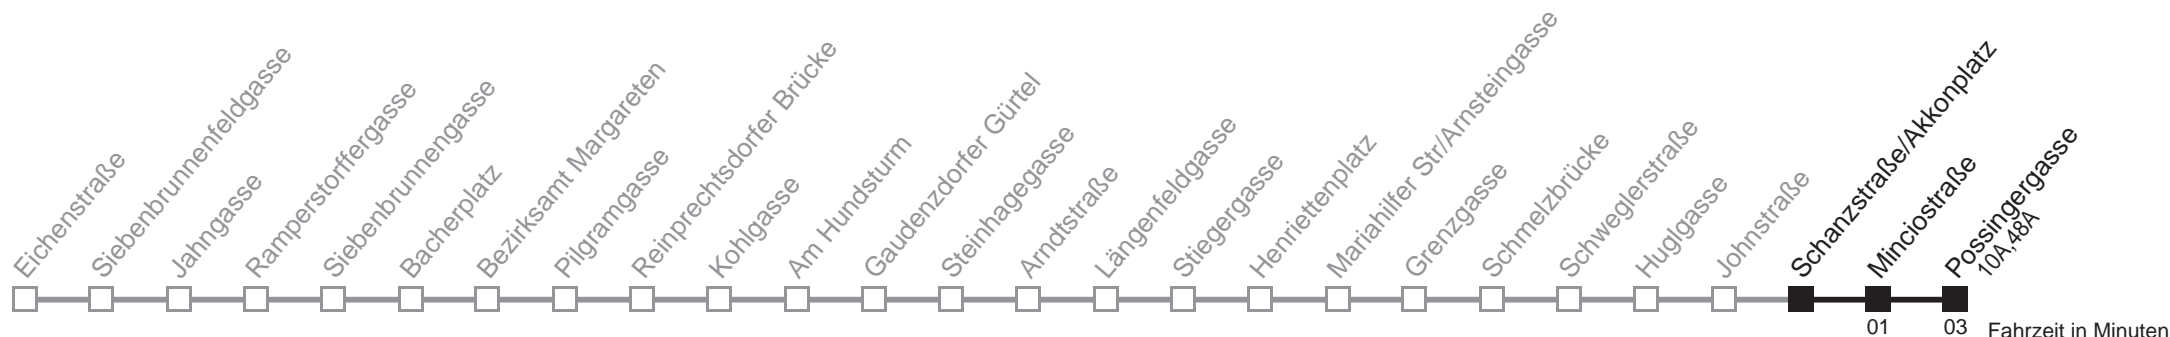 Eichenstraße
Siebenbrunnenfeldgasse
Jahngasse
Ramperstoffergasse
Siebenbrunnengasse
Bacherplatz
Bezirksamt Margareten
Pilgramgasse
Reinprechtsdorfer Brücke
Kohlgasse
Am Hundsturm
Gaudenzdorfer Gürtel
Steinhagegasse
Arndtstraße
Längenfeldgasse
Stiegergasse
Henriettenplatz
Mariahilfer Str/Arnsteingasse
Grenzgasse
Schmelzbrücke
Schweglerstraße
Huglgasse
Johnstraße
Schanzstraße/Akkonplatz
Minciostraße
Possingergasse
10A,48A
01
03
Fahrzeit in Minuten